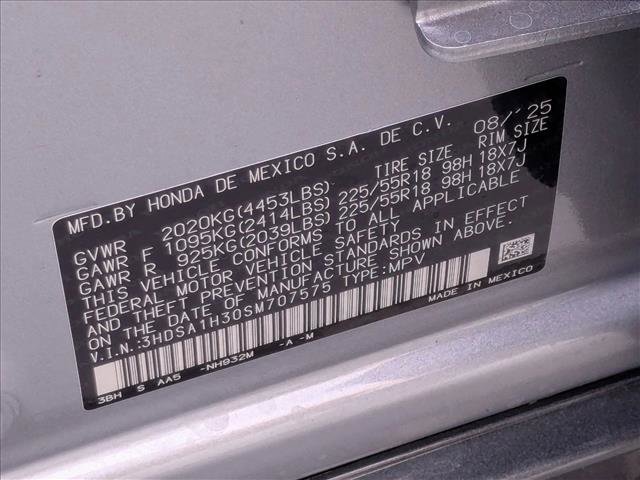 MFD.BY HONDA DE MEXICO S.A. DE C.V. 08/'25
TIRE SIZE RIM SIZE
GVWR 2020KG(4453LBS)
GAWR F 1095KG(2414LBS) 225/55R18 98H 18X7J
GAWR R 925KG(2039LBS) 225/55R18 98H 18X7J
THIS VEHICLE CONFORMS TO ALL APPLICABLE
FEDERAL MOTOR VEHICLE SAFETY
AND THEFT PREVENTION STANDARDS IN EFFECT
ON THE DATE OF MANUFACTURE SHOWN ABOVE.
V.I.N.:3HDSA1H30SM707575 TYPE:MPV
MADE IN MEXICO
3BH S AA5 -NH932M -A -M